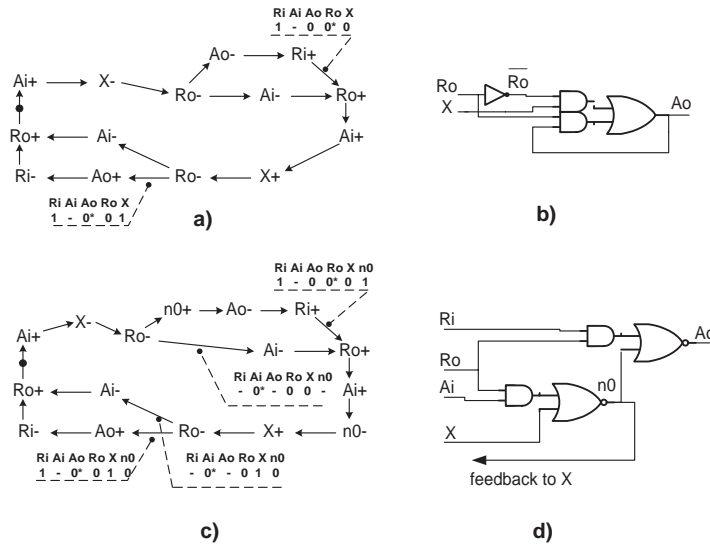 Ri Ai Ao Ro X
1 - 0 0* 0
Ao- Ri+
Ai+ X- Ro- Ai- Ro+
Ro+ Ai- Ai+
Ri- Ao+ Ro- X+
Ri Ai Ao Ro X
1 - 0* 0 1
a)
Ro Ro
X
Ao
b)
Ri Ai Ao Ro X n0
1 - 0 0* 0 1
n0+ Ao- Ri+
X-
Ai+ Ro- Ai- Ro+
Ri Ai Ao Ro X n0
- 0* - 0 0 -
Ro+ Ai- Ai+
Ri- Ao+ Ro- X+ n0-
Ri Ai Ao Ro X n0
1 - 0* 0 1 0
Ri Ai Ao Ro X n0
- 0* - 0 1 0
c)
Ri
Ro
Ai
X
n0
feedback to X
d)